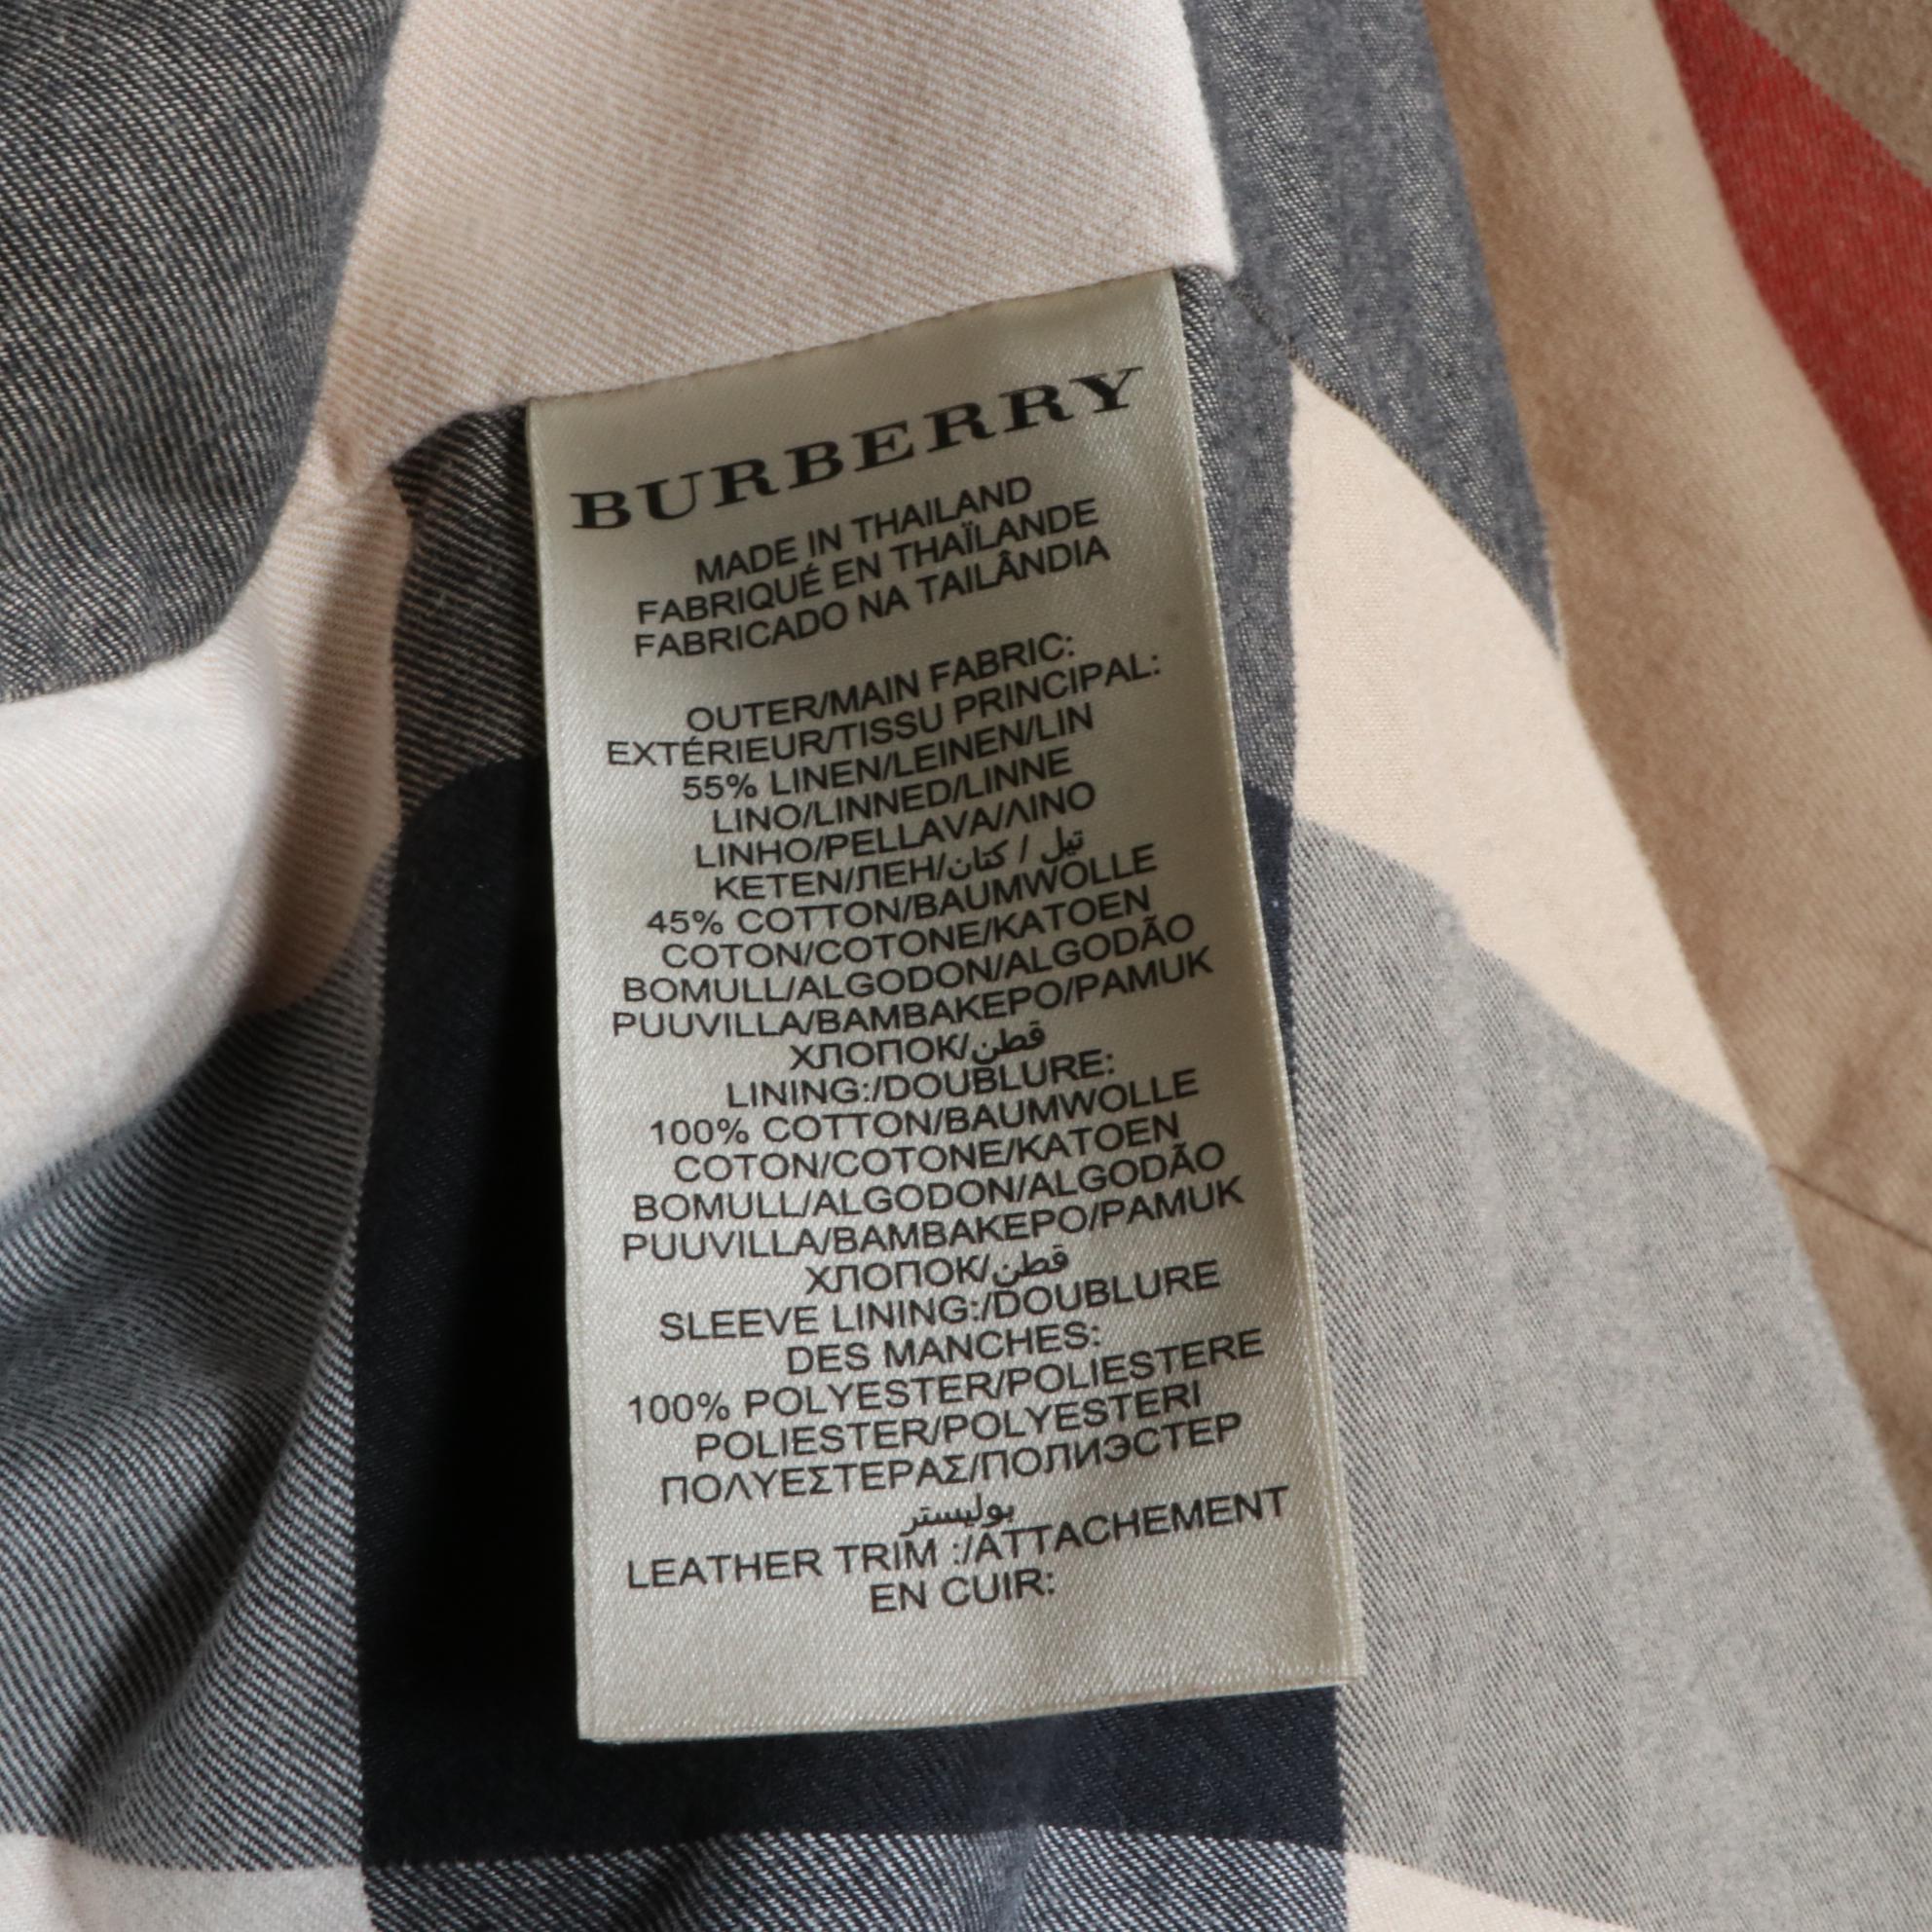 BURBERRY
MADE IN THAILAND
FABRIQUÉ EN THAÏLANDE
FABRICADO NA TAILÂNDIA
OUTER/MAIN FABRIC:
EXTÉRIEUR/TISSU PRINCIPAL:
55% LINEN/LEINEN/LIN
LINO/LINNED/LINNE
LINHO/PELLAVA/ΛΙΝΟ
KETEN/ЛЕН/تيل / كتان
45% COTTON/BAUMWOLLE
COTON/COTONE/KATOEN
BOMULL/ALGODON/ALGODÃO
PUUVILLA/ΒΑΜΒΑΚΕΡΟ/PAMUK
ХЛОПОК/قطن
LINING:/DOUBLURE:
100% COTTON/BAUMWOLLE
COTON/COTONE/KATOEN
BOMULL/ALGODON/ALGODÃO
PUUVILLA/ΒΑΜΒΑΚΕΡΟ/PAMUK
ХЛОПОК/قطن
SLEEVE LINING:/DOUBLURE
DES MANCHES:
100% POLYESTER/POLIESTERE
POLIESTER/POLYESTERI
ΠΟΛΥΕΣΤΕΡΑΣ/ПОЛИЭСТЕР
بوليستر
LEATHER TRIM :/ATTACHEMENT
EN CUIR: